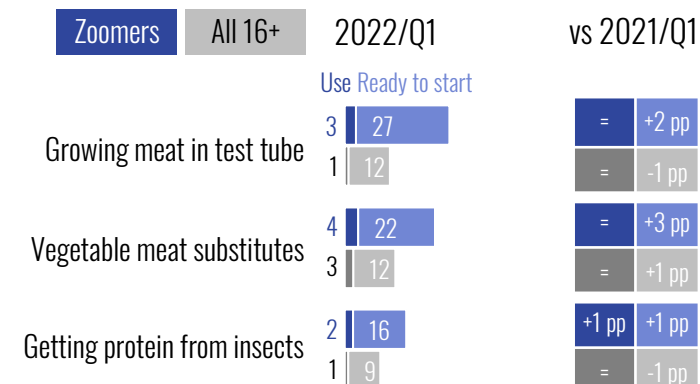 Zoomers All 16+ 2022/Q1 vs 2021/Q1
Use Ready to start
Growing meat in test tube
3 27 = +2 pp
1 12 = -1 pp
Vegetable meat substitutes
4 22 = +3 pp
3 12 = +1 pp
Getting protein from insects
2 16 +1 pp +1 pp
1 9 = -1 pp